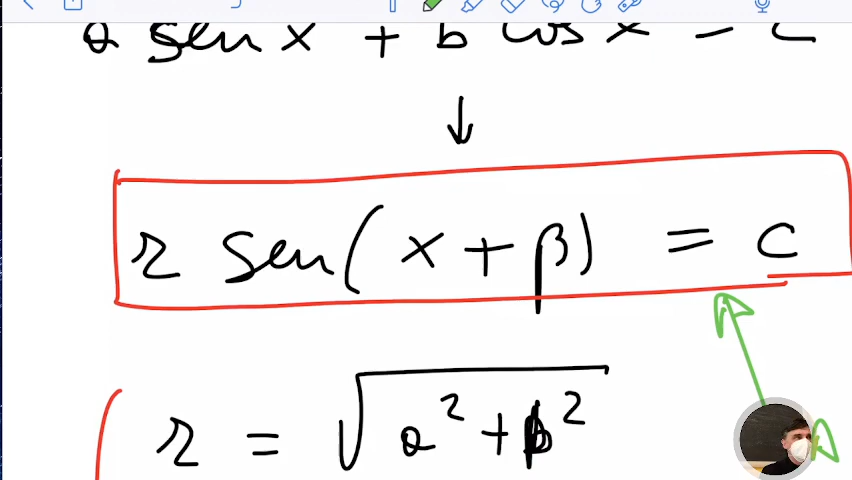 a sen x + b cos x = c
↓
r sen(x+β) = c
r = √a²+b²